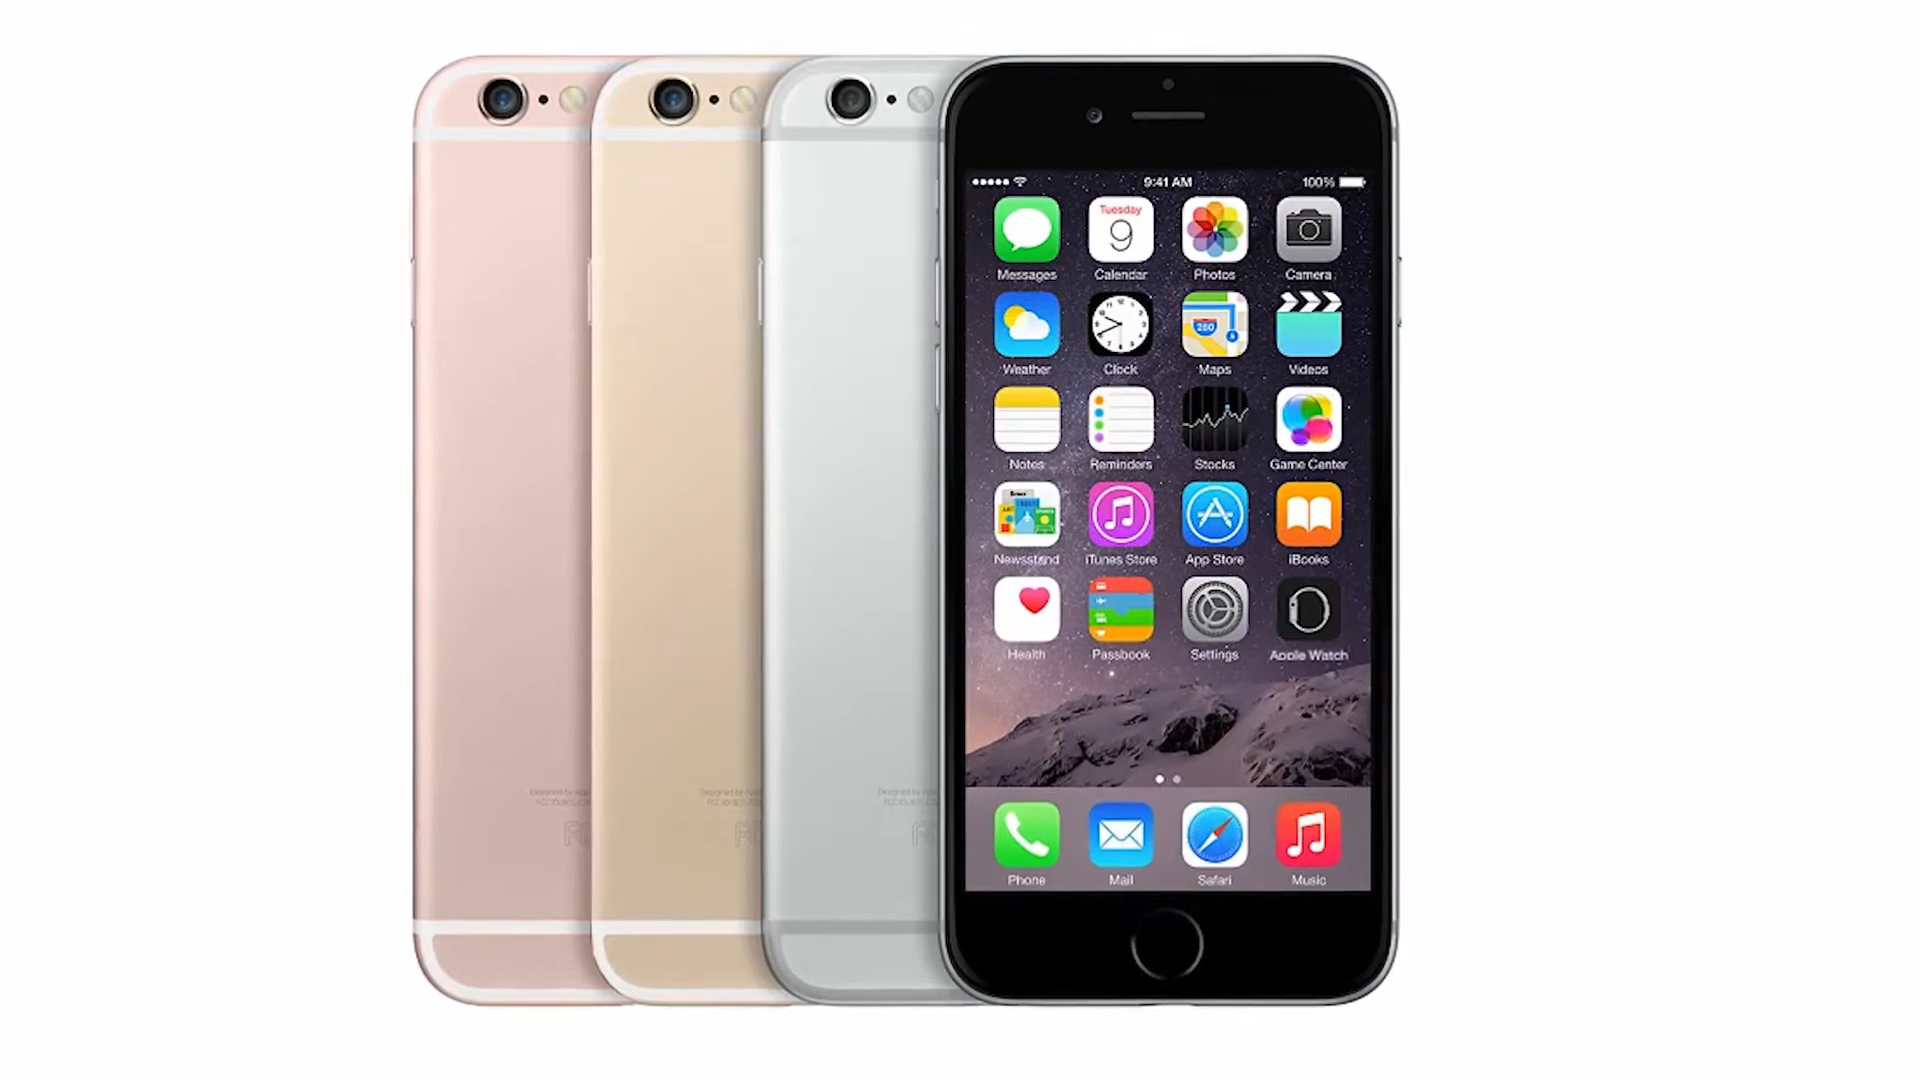 9:41 AM 100%
Tuesday
9
Messages Calendar Photos Camera
280
Weather Clock Maps Videos
Notes Reminders Stocks Game Center
Newsstand iTunes Store App Store iBooks
Health Passbook Settings Apple Watch
Phone Mail Safari Music